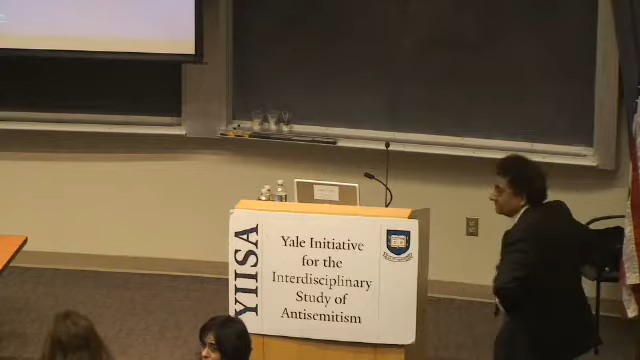 YIISA
Yale Initiative
for the
Interdisciplinary
Study of
Antisemitism